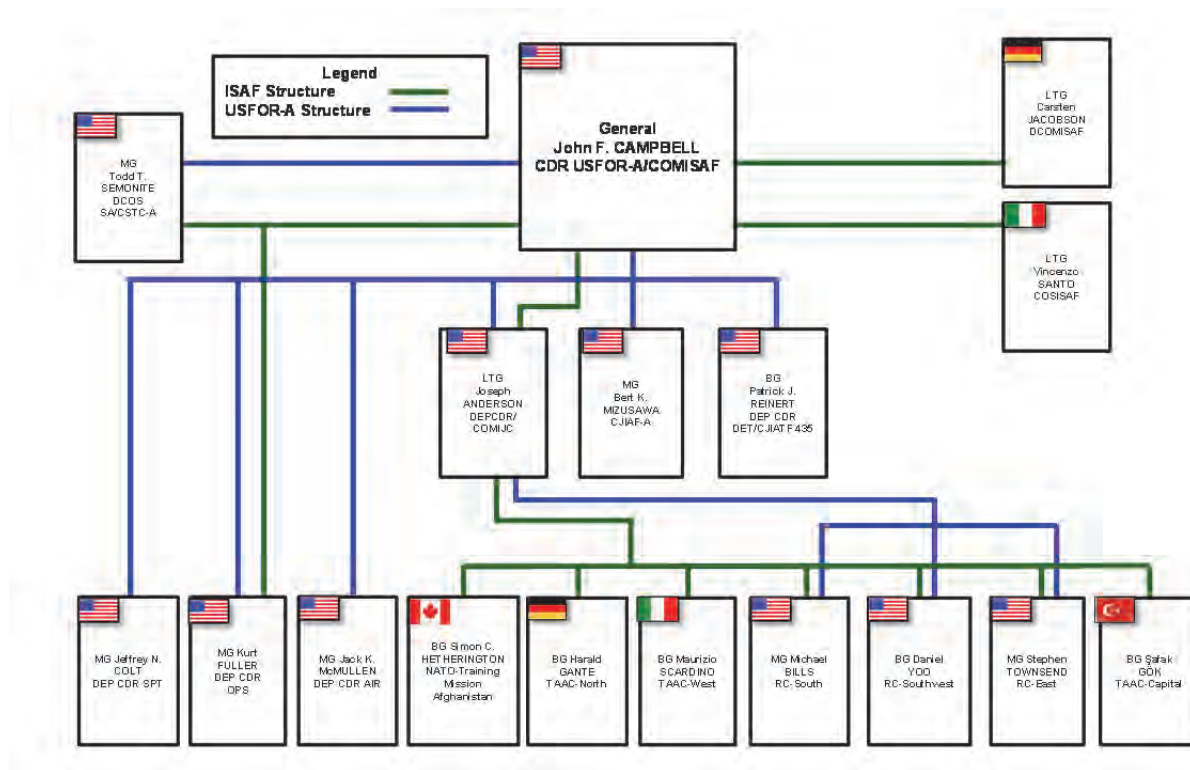 Legend
ISAF Structure
USFOR-A Structure
General
John F. CAMPBELL
CDR USFOR-A/COMISAF
LTG
Carsten
JACOBSON
DCOMISAF
MG
Todd T.
SEMONITE
DCOS
SA/CSTC-A
LTG
Vincenzo
SANTO
COSISAF
LTG
Joseph
ANDERSON
DEPCDR/
COMIJC
MG
Bert K.
MIZUSAWA
CJIAF-A
BG
Patrick J.
REINERT
DEP CDR
DET/CJIATF435
MG Jeffrey N.
COLT
DEP CDR SPT
MG Kurt
FULLER
DEP CDR
OPS
MG Jack K.
McMULLEN
DEP CDR AIR
BG Simon C.
HETHERINGTON
NATO-Training
Mission
Afghanistan
BG Harald
GANTE
TAAC-North
BG Maurizio
SCARDINO
TAAC-West
MG Michael
BILLS
RC-South
BG Daniel
YOO
RC-Southwest
MG Stephen
TOWNSEND
RC-East
BG Şafak
GÖK
TAAC-Capital